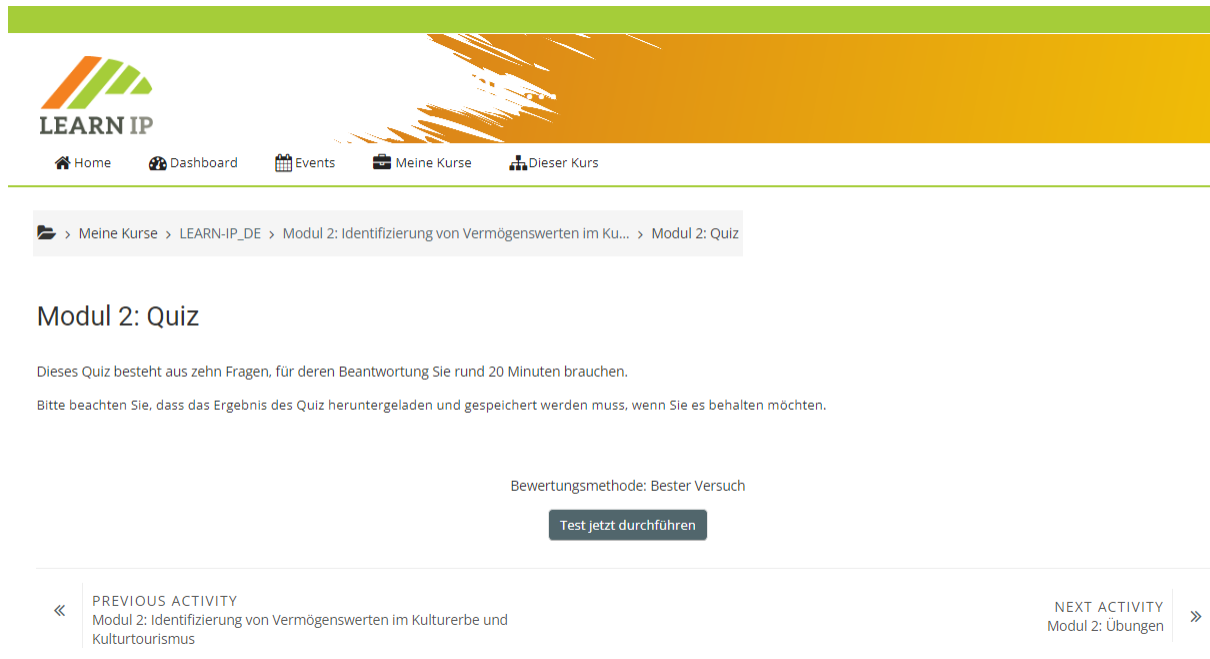 LEARN IP
Home Dashboard Events Meine Kurse Dieser Kurs
> Meine Kurse > LEARN-IP_DE > Modul 2: Identifizierung von Vermögenswerten im Ku... > Modul 2: Quiz
Modul 2: Quiz
Dieses Quiz besteht aus zehn Fragen, für deren Beantwortung Sie rund 20 Minuten brauchen.
Bitte beachten Sie, dass das Ergebnis des Quiz heruntergeladen und gespeichert werden muss, wenn Sie es behalten möchten.
Bewertungsmethode: Bester Versuch
Test jetzt durchführen
« PREVIOUS ACTIVITY
Modul 2: Identifizierung von Vermögenswerten im Kulturerbe und
Kulturtourismus
NEXT ACTIVITY »
Modul 2: Übungen